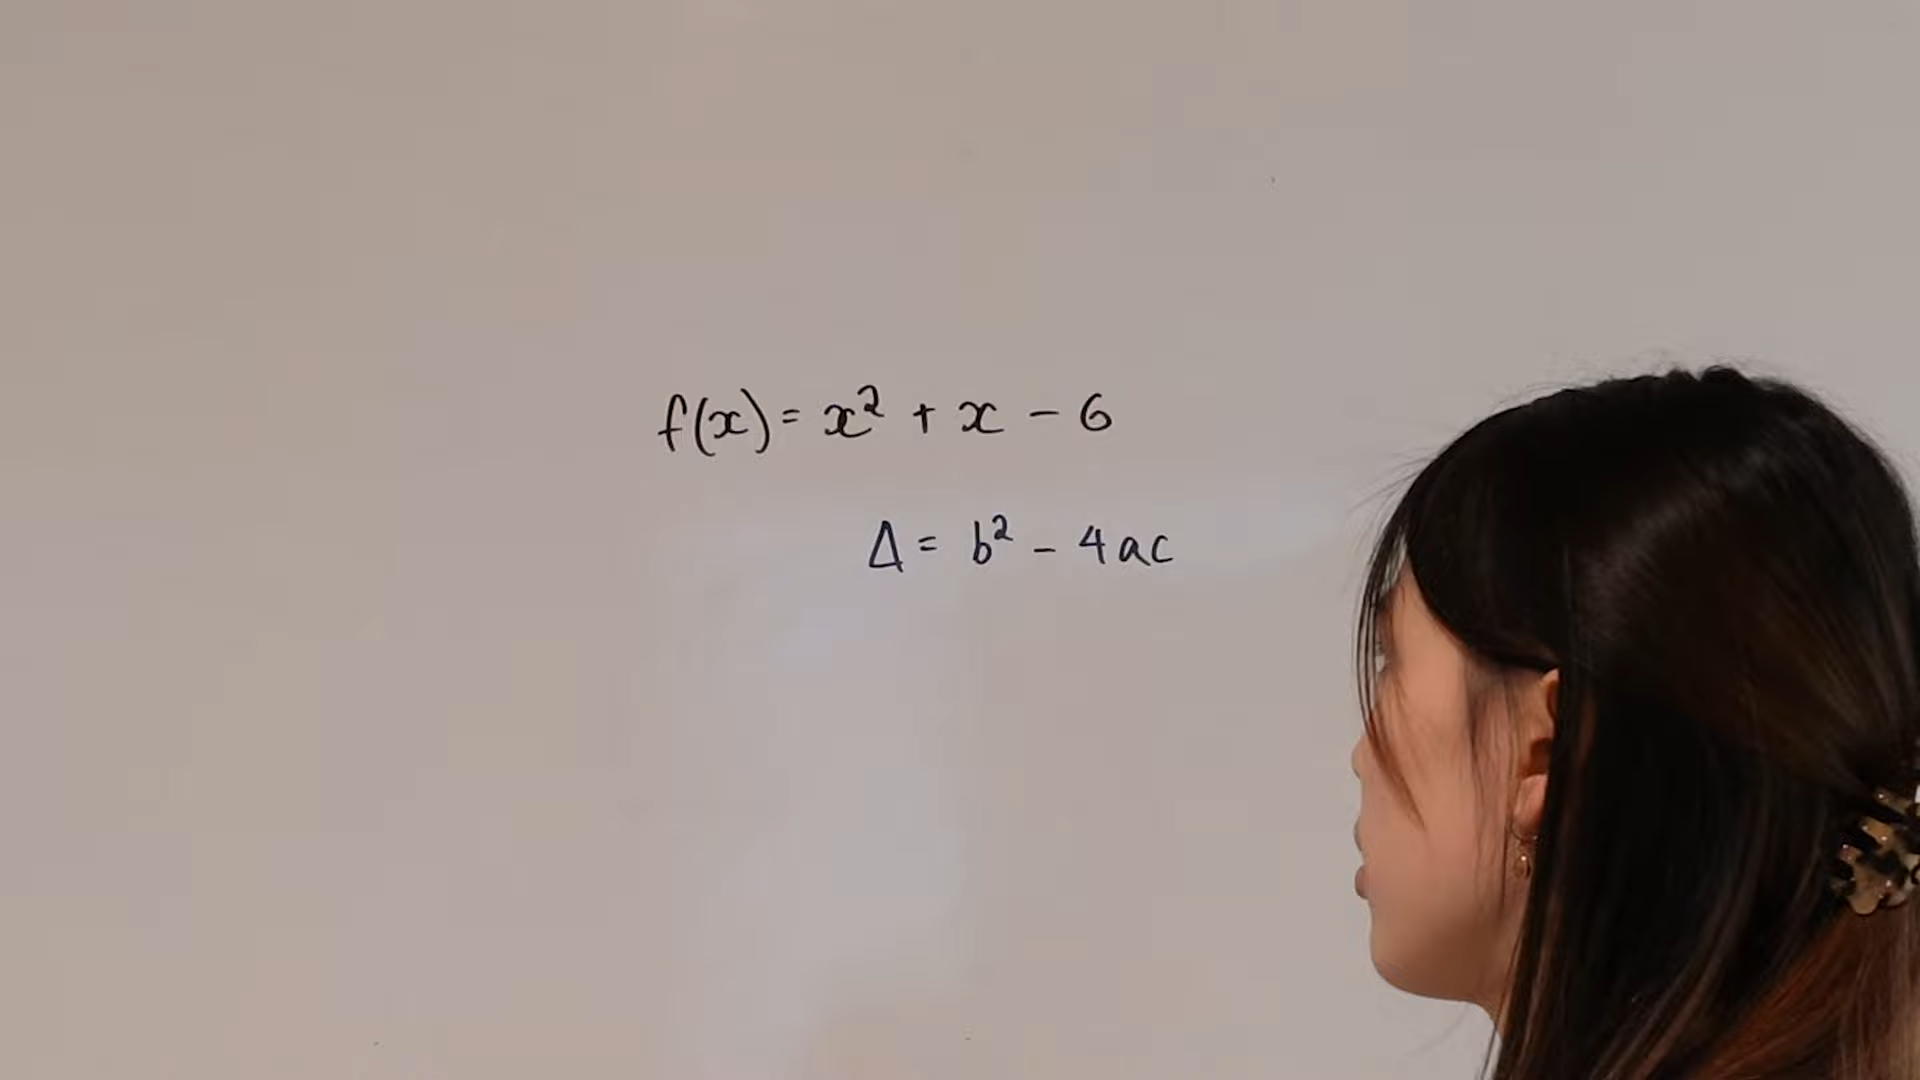 f(x) = x² + x - 6
Δ = b² - 4ac